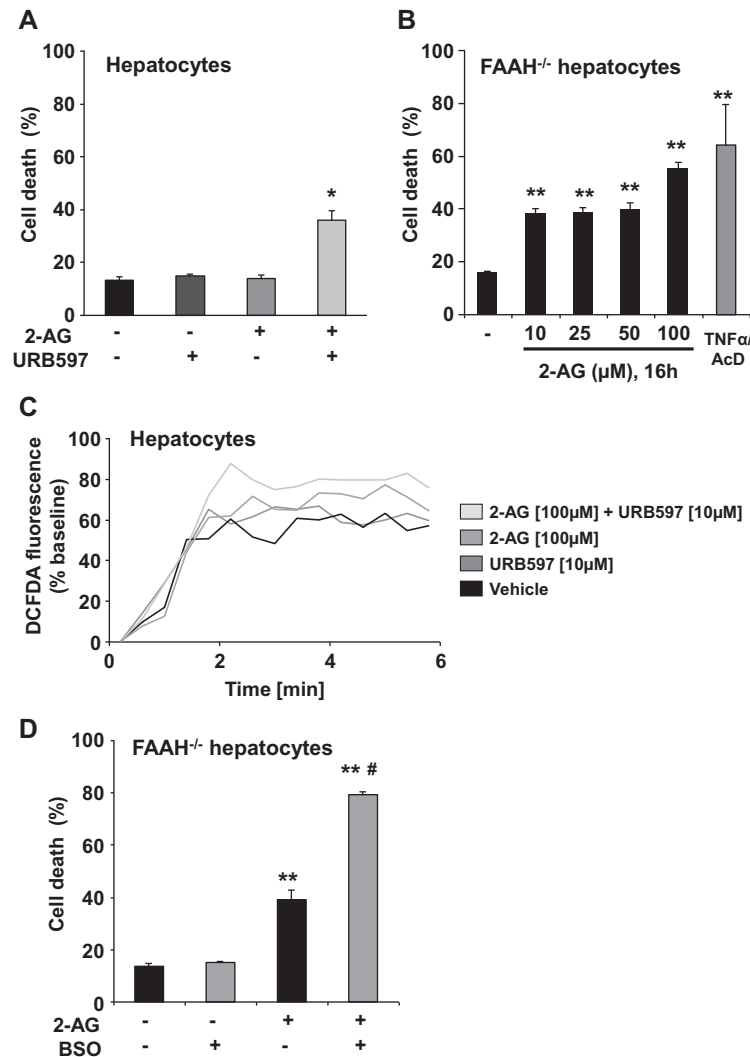 A
Hepatocytes
Cell death (%)
100
80
60
40
20
0
*
2-AG - - + +
URB597 - + - +
B
FAAH-/- hepatocytes
Cell death (%)
100
80
60
40
20
0
** ** ** ** **
- 10 25 50 100 TNFα/
AcD
2-AG (µM), 16h
C
Hepatocytes
DCFDA fluorescence
(% baseline)
100
80
60
40
20
0
0 2 4 6
Time [min]
2-AG [100µM] + URB597 [10µM]
2-AG [100µM]
URB597 [10µM]
Vehicle
D
FAAH-/- hepatocytes
Cell death (%)
100
80
60
40
20
0
**
** #
2-AG - - + +
BSO - + - +